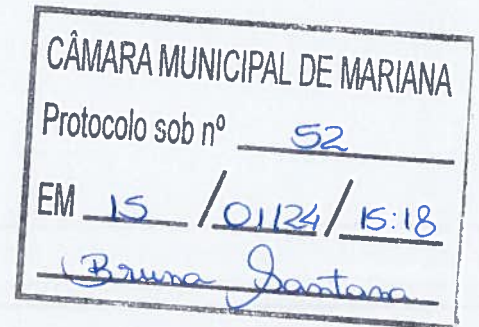 CÂMARA MUNICIPAL DE MARIANA
Protocolo sob nº 52
EM 15 / 01/24 / 15:18
Bruna Santana